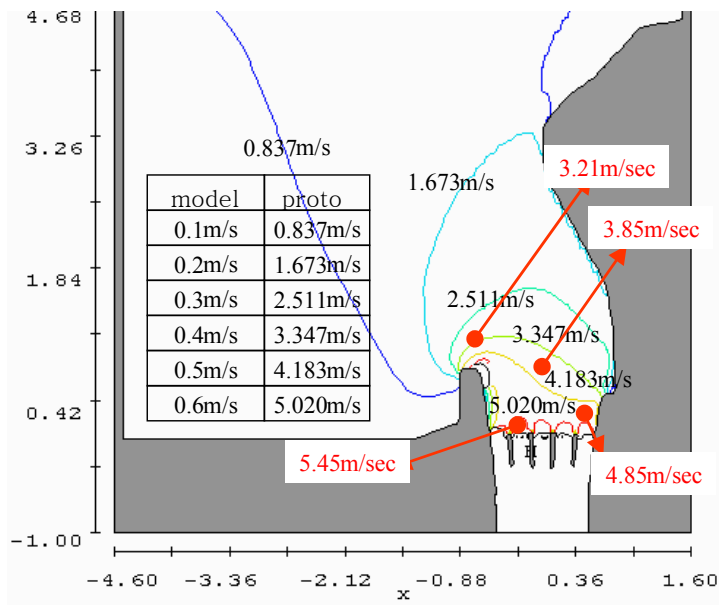 4.68
3.26
1.84
0.42
-1.00
-4.60 -3.36 -2.12 -0.88 0.36 1.60
x
0.837m/s
1.673m/s
2.511m/s
3.347m/s
4.183m/s
5.020m/s
model proto
0.1m/s 0.837m/s
0.2m/s 1.673m/s
0.3m/s 2.511m/s
0.4m/s 3.347m/s
0.5m/s 4.183m/s
0.6m/s 5.020m/s
3.21m/sec
3.85m/sec
5.45m/sec
4.85m/sec
H